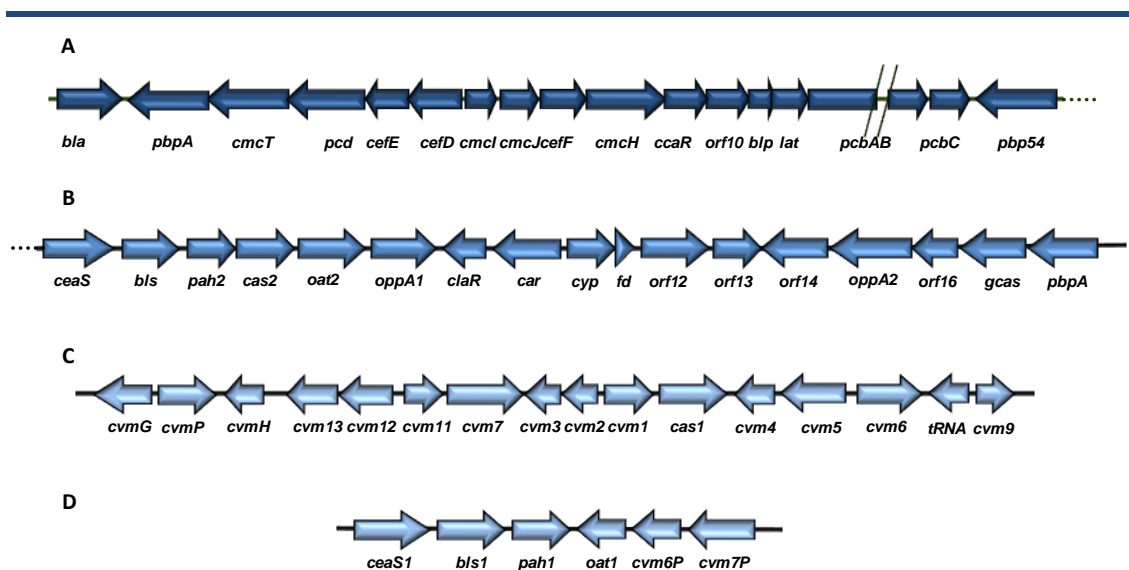 A
bla pbpA cmcT pcd cefE cefD cmcI cmcJ cefF cmcH ccaR orf10 blp lat pcbAB pcbC pbp54
B
ceaS bls pah2 cas2 oat2 oppA1 claR car cyp fd orf12 orf13 orf14 oppA2 orf16 gcas pbpA
C
cvmG cvmP cvmH cvm13 cvm12 cvm11 cvm7 cvm3 cvm2 cvm1 cas1 cvm4 cvm5 cvm6 tRNA cvm9
D
ceaS1 bls1 pah1 oat1 cvm6P cvm7P